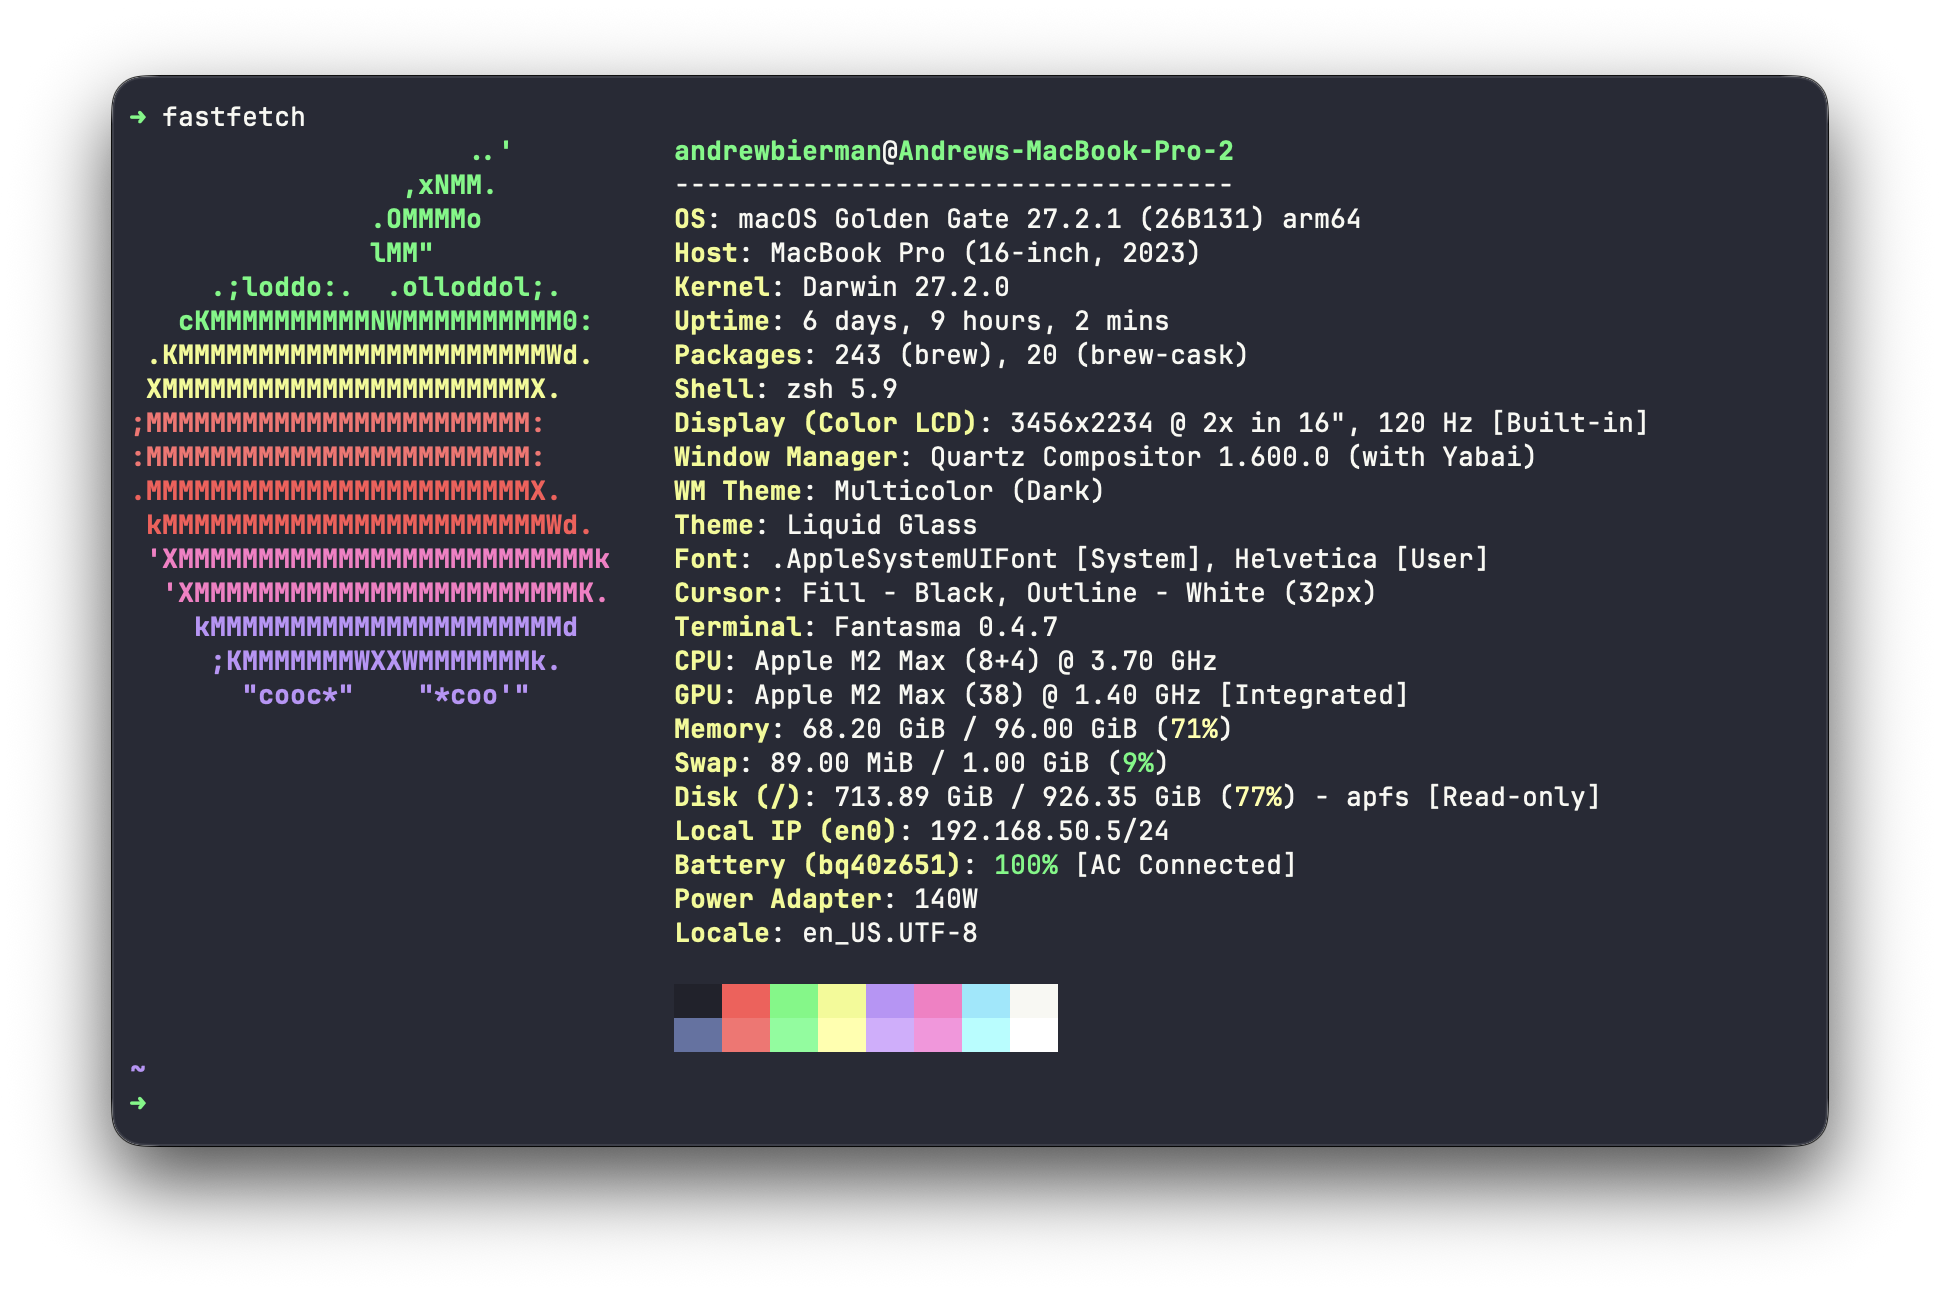 ➜ fastfetch
..' andrewbierman@Andrews-MacBook-Pro-2
,xNMM. -----------------------------------
.OMMMMo OS: macOS Golden Gate 27.2.1 (26B131) arm64
lMM" Host: MacBook Pro (16-inch, 2023)
.;loddo:. .olloddol;. Kernel: Darwin 27.2.0
cKMMMMMMMMMMNWMMMMMMMMMM0: Uptime: 6 days, 9 hours, 2 mins
.KMMMMMMMMMMMMMMMMMMMMMMMWd. Packages: 243 (brew), 20 (brew-cask)
XMMMMMMMMMMMMMMMMMMMMMMMX. Shell: zsh 5.9
;MMMMMMMMMMMMMMMMMMMMMMMM: Display (Color LCD): 3456x2234 @ 2x in 16", 120 Hz [Built-in]
:MMMMMMMMMMMMMMMMMMMMMMMM: Window Manager: Quartz Compositor 1.600.0 (with Yabai)
.MMMMMMMMMMMMMMMMMMMMMMMMX. WM Theme: Multicolor (Dark)
kMMMMMMMMMMMMMMMMMMMMMMMMWd. Theme: Liquid Glass
'XMMMMMMMMMMMMMMMMMMMMMMMMMMk Font: .AppleSystemUIFont [System], Helvetica [User]
'XMMMMMMMMMMMMMMMMMMMMMMMMK. Cursor: Fill - Black, Outline - White (32px)
kMMMMMMMMMMMMMMMMMMMMMMd Terminal: Fantasma 0.4.7
;KMMMMMMMWXXWMMMMMMMk. CPU: Apple M2 Max (8+4) @ 3.70 GHz
"cooc*" "*coo'" GPU: Apple M2 Max (38) @ 1.40 GHz [Integrated]
Memory: 68.20 GiB / 96.00 GiB (71%)
Swap: 89.00 MiB / 1.00 GiB (9%)
Disk (/): 713.89 GiB / 926.35 GiB (77%) - apfs [Read-only]
Local IP (en0): 192.168.50.5/24
Battery (bq40z651): 100% [AC Connected]
Power Adapter: 140W
Locale: en_US.UTF-8
~
➜